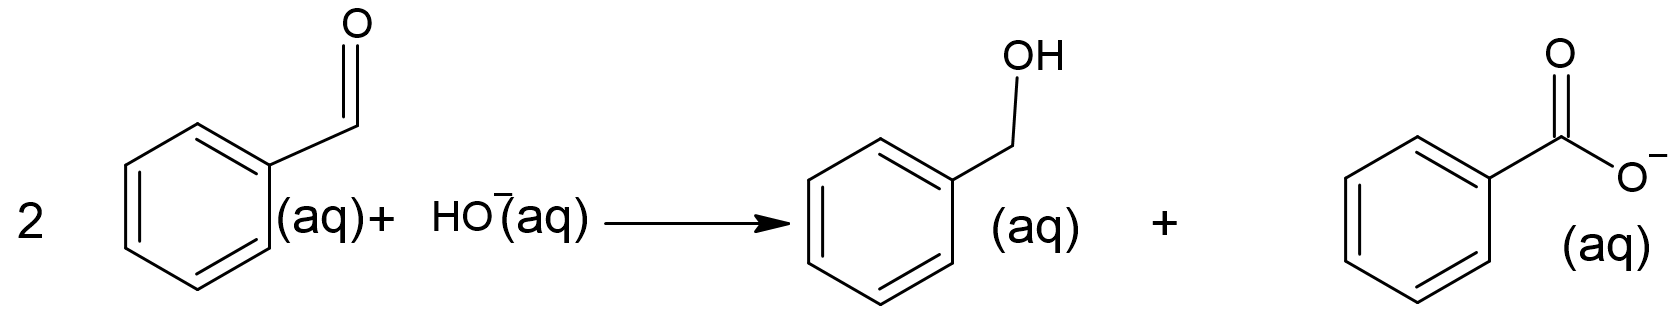 O
OH
O
2 (aq) + HO⁻ (aq) (aq) + O⁻
(aq)